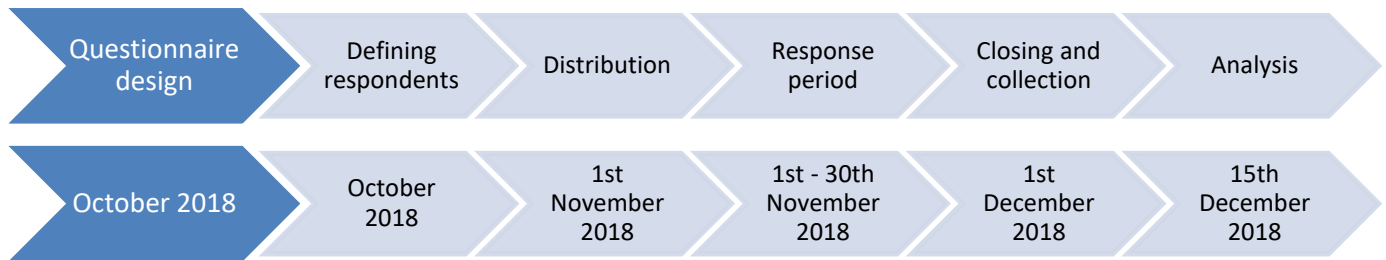 Questionnaire
design
Defining
respondents
Distribution
Response
period
Closing and
collection
Analysis
October 2018
October
2018
1st
November
2018
1st - 30th
November
2018
1st
December
2018
15th
December
2018